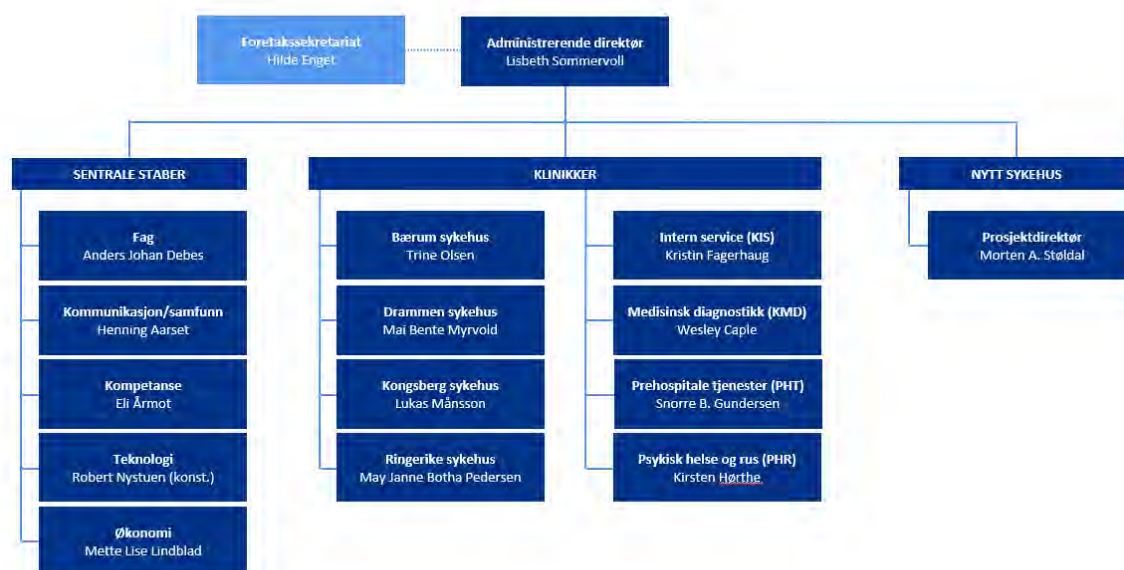 Foretakssekretariat
Hilde Enget
Administrerende direktør
Lisbeth Sommervoll
SENTRALE STABER
Fag
Anders Johan Debes
Kommunikasjon/samfunn
Henning Aarset
Kompetanse
Eli Årmot
Teknologi
Robert Nystuen (konst.)
Økonomi
Mette Lise Lindblad
KLINIKKER
Bærum sykehus
Trine Olsen
Drammen sykehus
Mai Bente Myrvold
Kongsberg sykehus
Lukas Månsson
Ringerike sykehus
May Janne Botha Pedersen
Intern service (KIS)
Kristin Fagerhaug
Medisinsk diagnostikk (KMD)
Wesley Caple
Prehospitale tjenester (PHT)
Snorre B. Gundersen
Psykisk helse og rus (PHR)
Kirsten Hørthe
NYTT SYKEHUS
Prosjektdirektør
Morten A. Støldal